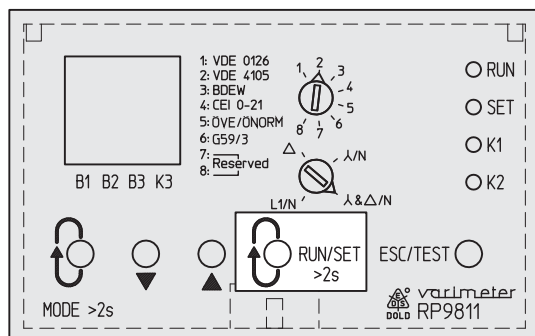 1: VDE 0126
2: VDE 4105
3: BDEW
4: CEI 0-21
5: ÖVE/ÖNORM
6: G59/3
7:
8: Reserved
1 2 3 4 5 6 7 8
△
⅄/N
L1/N
⅄&△/N
RUN
SET
K1
K2
B1 B2 B3 K3
RUN/SET
>2s
ESC/TEST
MODE >2s
DOLD
varimeter
RP9811